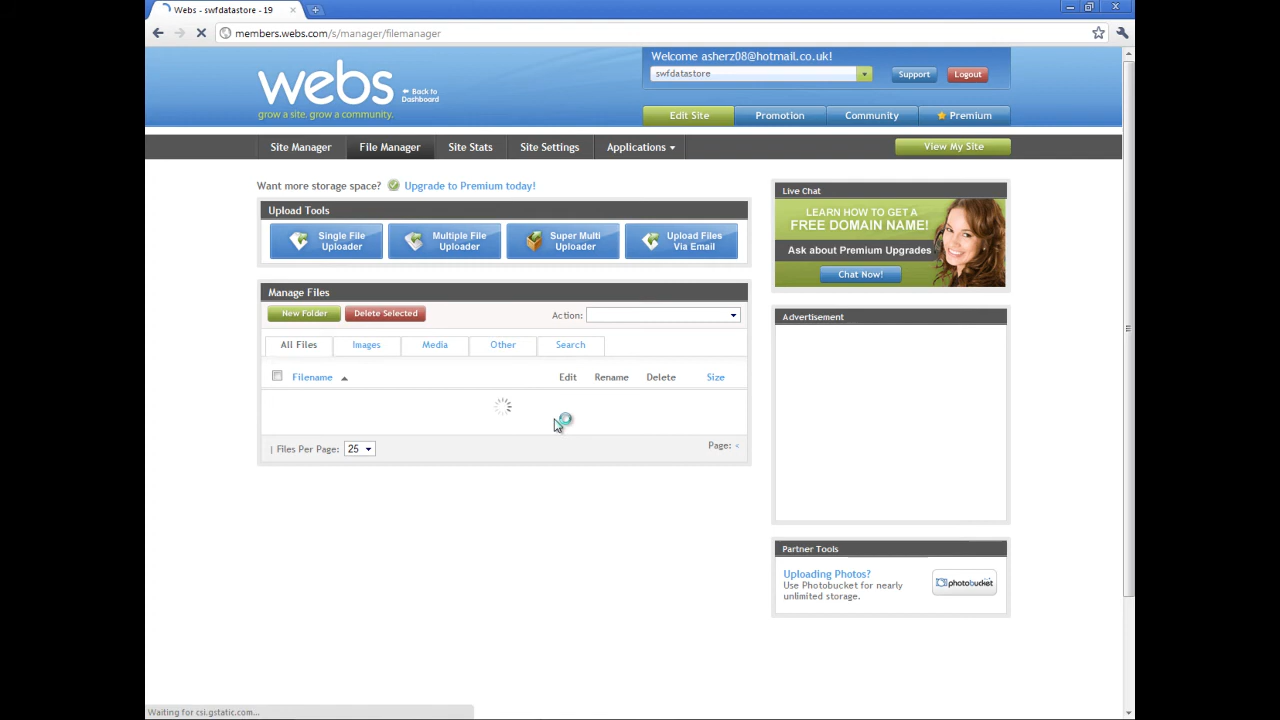 Webs - swfdatastore - 19
members.webs.com/s/manager/filemanager
Welcome asherz08@hotmail.co.uk!
webs
Back to
Dashboard
grow a site. grow a community.
swfdatastore
Support
Logout
Edit Site
Promotion
Community
Premium
Site Manager
File Manager
Site Stats
Site Settings
Applications
View My Site
Want more storage space? Upgrade to Premium today!
Upload Tools
Single File
Uploader
Multiple File
Uploader
Super Multi
Uploader
Upload Files
Via Email
Manage Files
New Folder
Delete Selected
Action:
All Files
Images
Media
Other
Search
Filename
Edit
Rename
Delete
Size
| Files Per Page: 25
Page: <
Live Chat
LEARN HOW TO GET A
FREE DOMAIN NAME!
Ask about Premium Upgrades
Chat Now!
Advertisement
Partner Tools
Uploading Photos?
Use Photobucket for nearly
unlimited storage.
photobucket
Waiting for csi.gstatic.com...